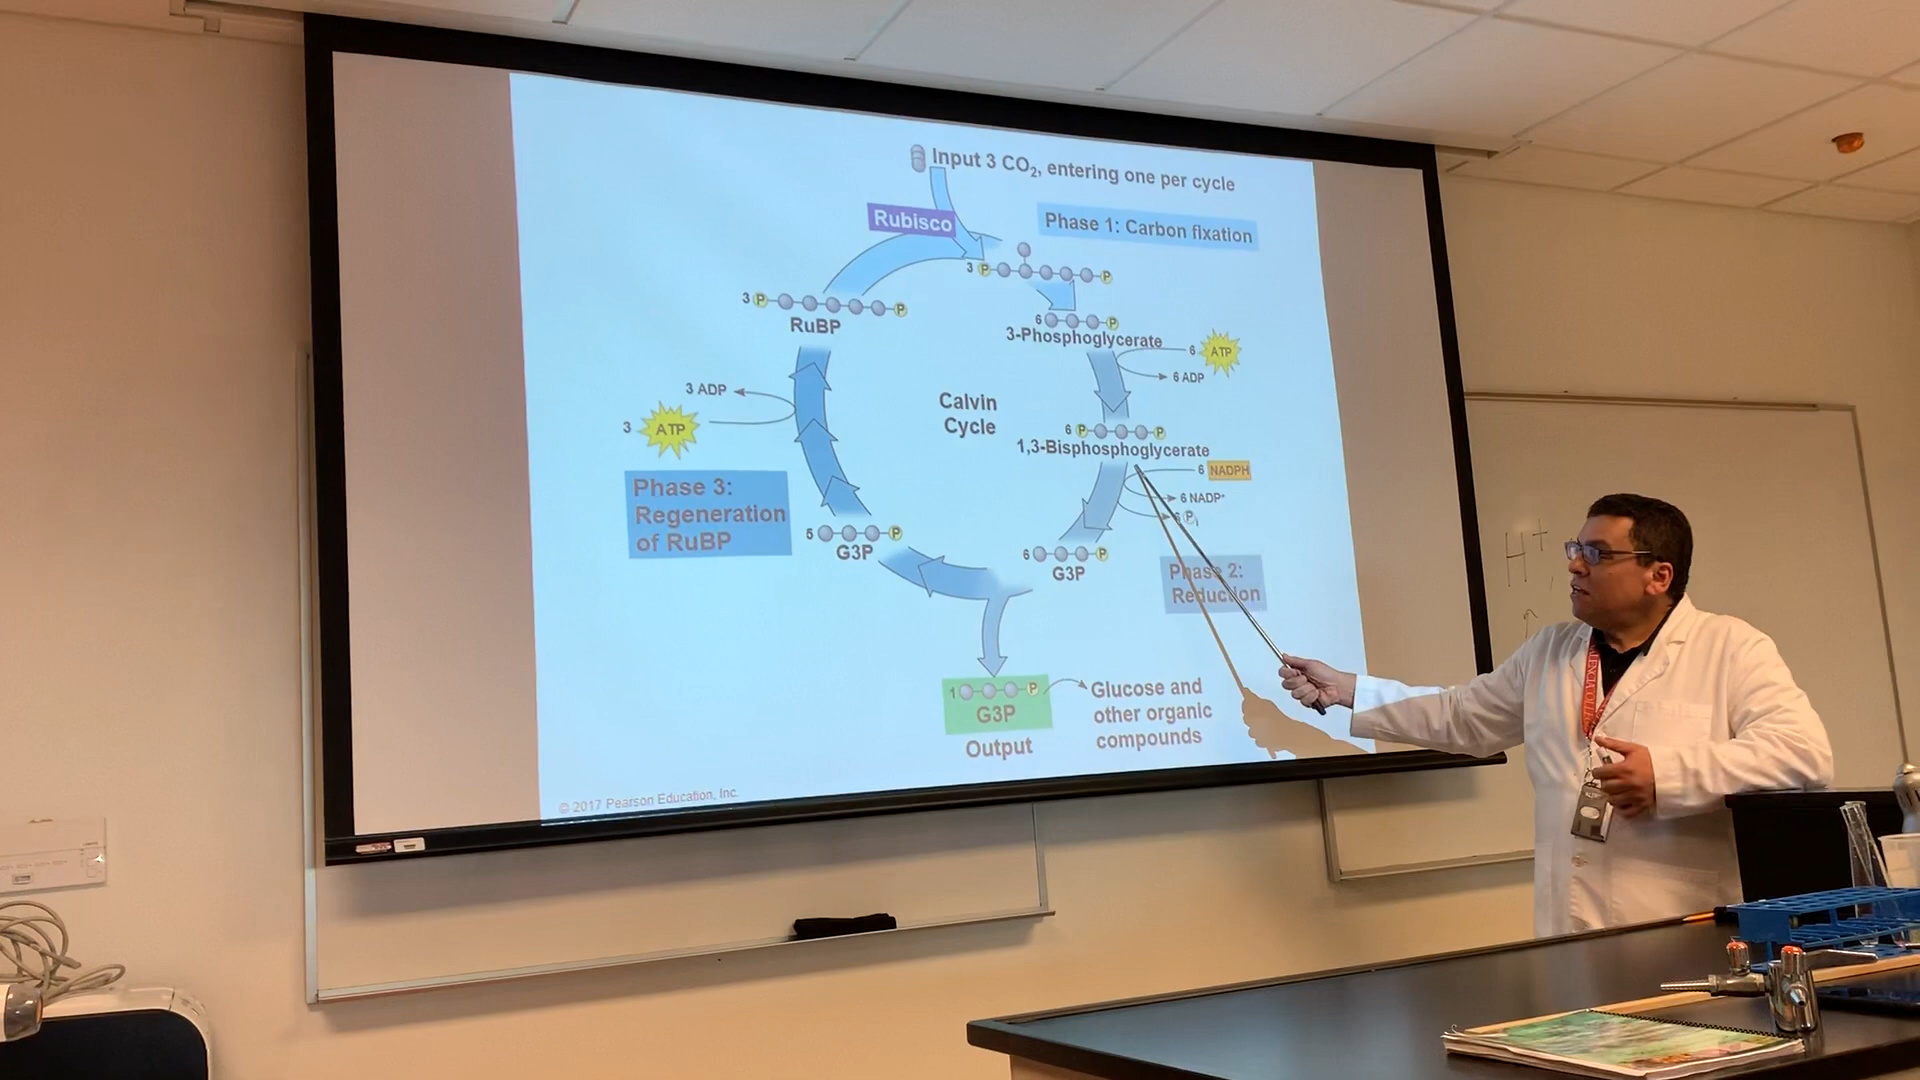 Input 3 CO₂, entering one per cycle
Rubisco
Phase 1: Carbon fixation
3 P P
3 P P
RuBP
6 P
3-Phosphoglycerate
6 ATP
6 ADP
3 ADP
3 ATP
Calvin
Cycle
6 P P
1,3-Bisphosphoglycerate
6 NADPH
6 NADP⁺
6 Pᵢ
Phase 3:
Regeneration
of RuBP
5 P
G3P
6 P
G3P
Phase 2:
Reduction
1 P
G3P
Output
Glucose and
other organic
compounds
© 2017 Pearson Education, Inc.
H⁺